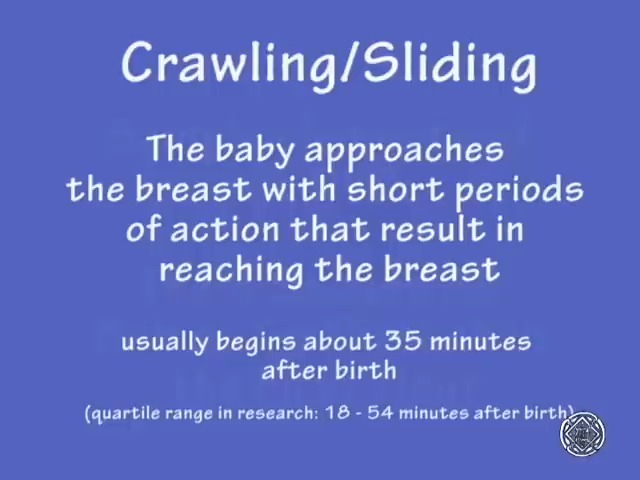 Crawling/Sliding
The baby approaches
the breast with short periods
of action that result in
reaching the breast
usually begins about 35 minutes
after birth
(quartile range in research: 18 - 54 minutes after birth)